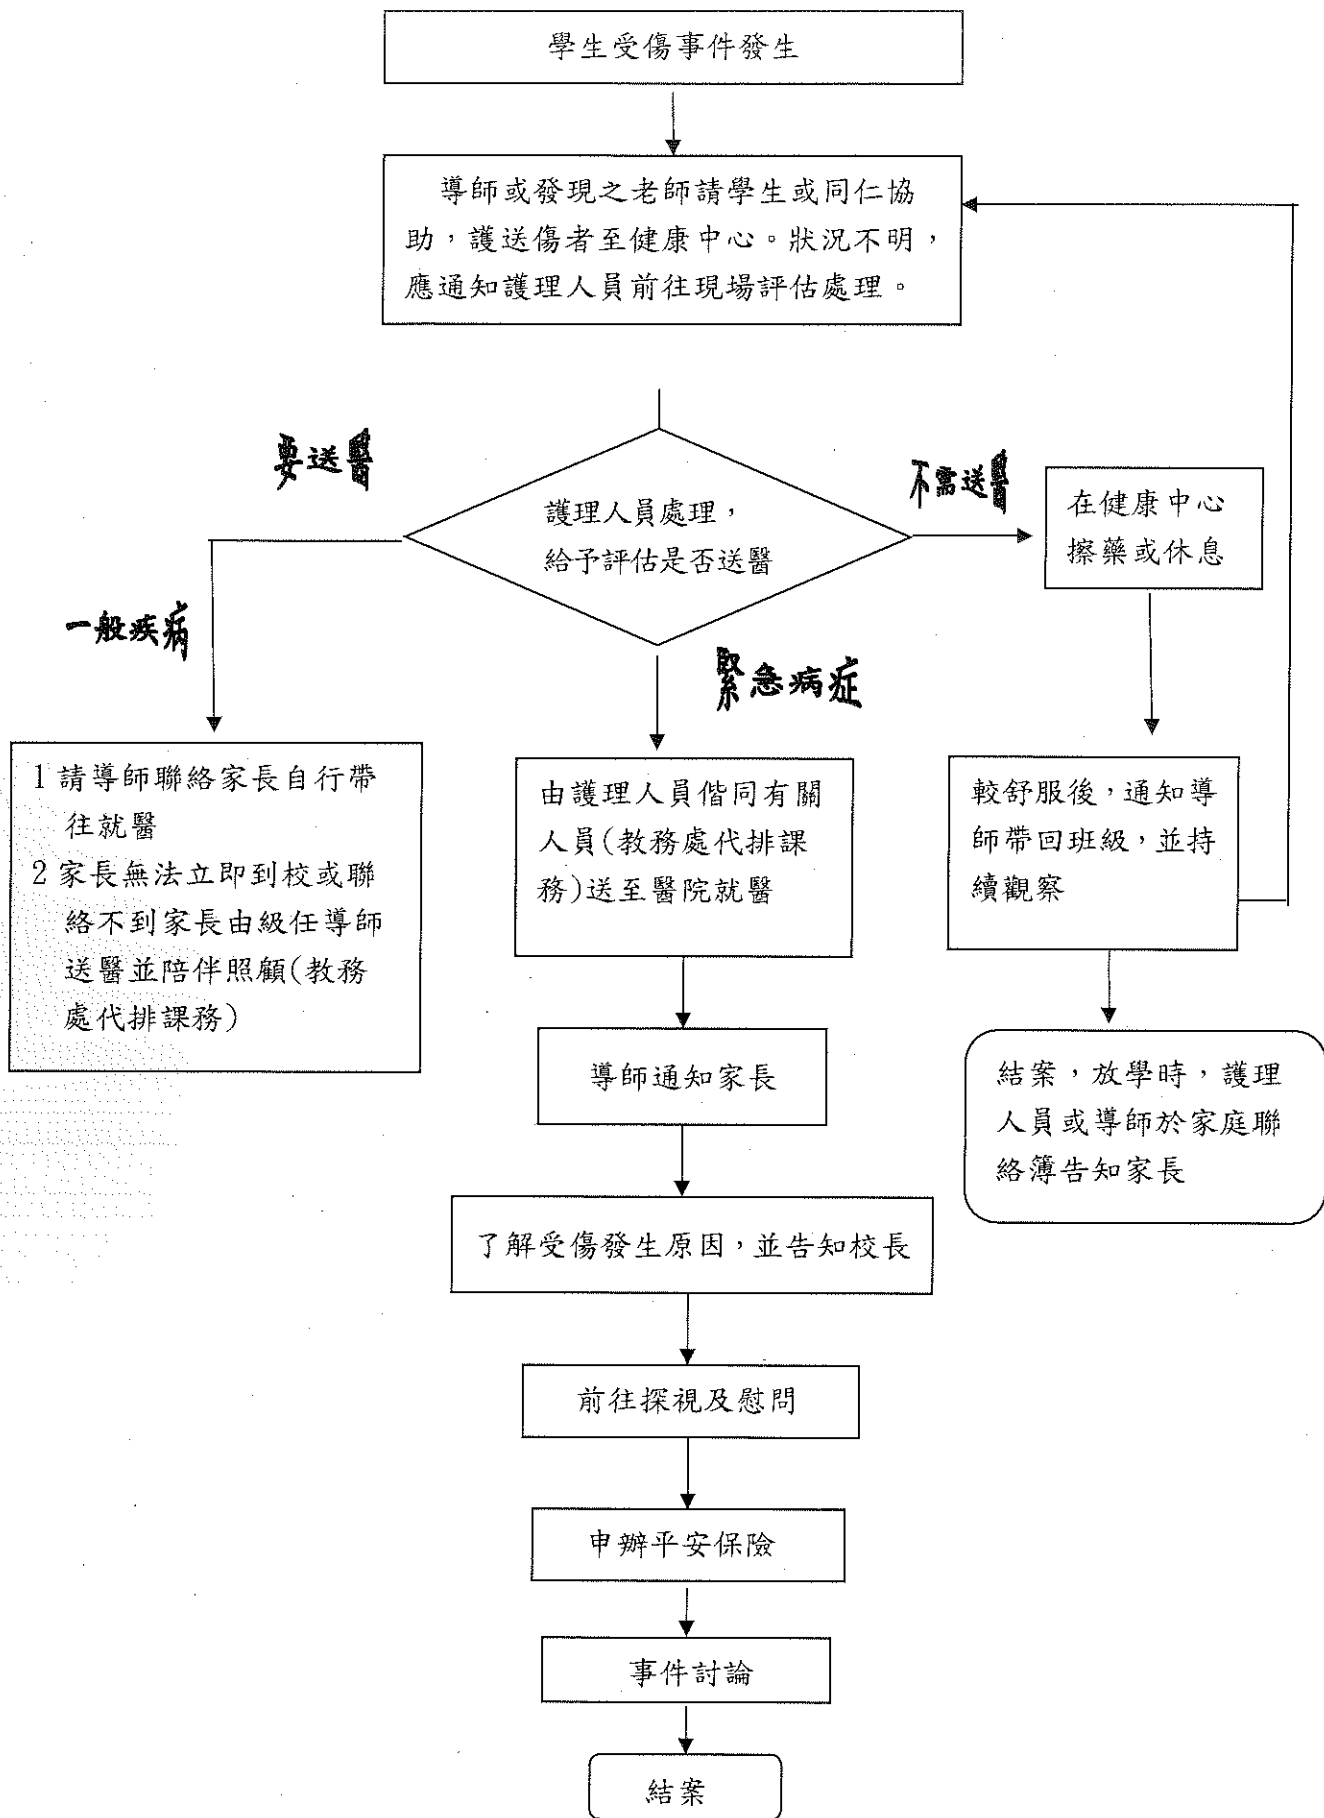 學生受傷事件發生
導師或發現之老師請學生或同仁協
助，護送傷者至健康中心。狀況不明，
應通知護理人員前往現場評估處理。
要送醫
不需送醫
護理人員處理，
給予評估是否送醫
在健康中心
擦藥或休息
一般疾病
緊急病症
1 請導師聯絡家長自行帶
往就醫
2 家長無法立即到校或聯
絡不到家長由級任導師
送醫並陪伴照顧(教務
處代排課務)
由護理人員偕同有關
人員(教務處代排課
務)送至醫院就醫
較舒服後，通知導
師帶回班級，並持
續觀察
導師通知家長
結案，放學時，護理
人員或導師於家庭聯
絡簿告知家長
了解受傷發生原因，並告知校長
前往探視及慰問
申辦平安保險
事件討論
結案